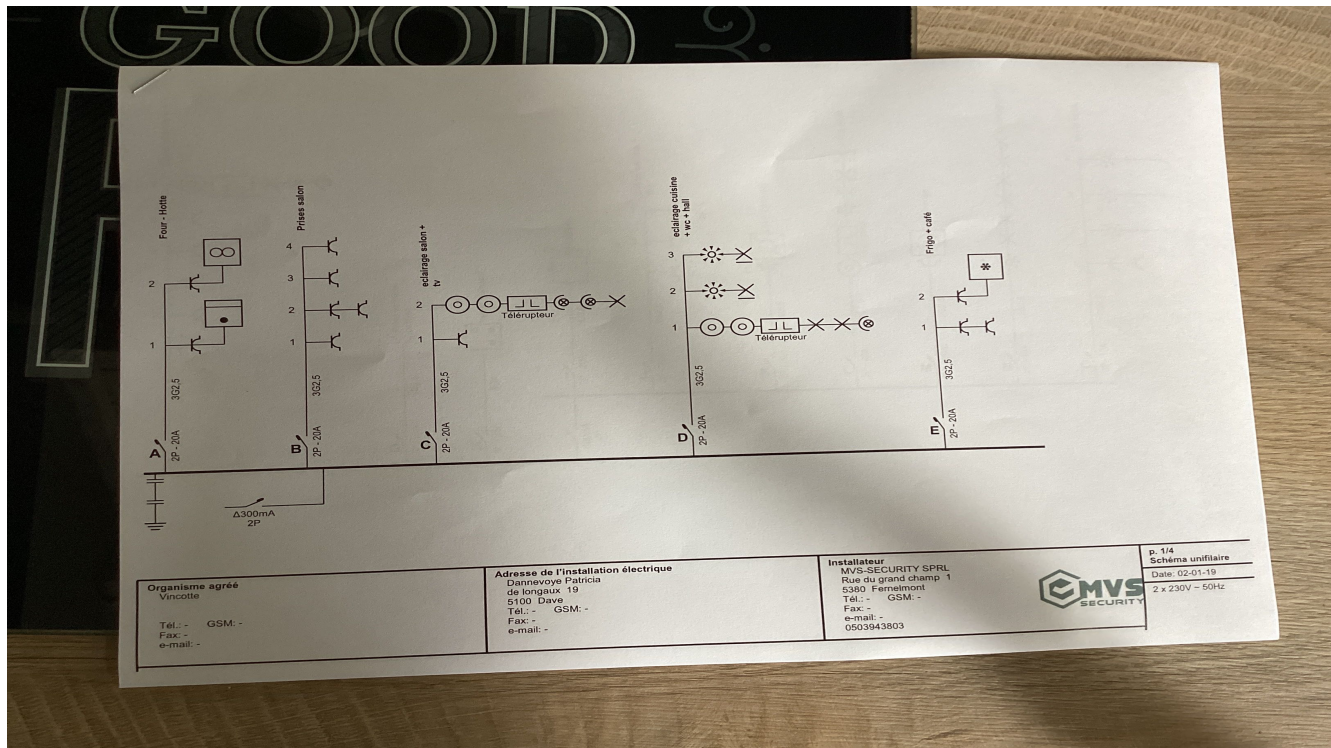 GOOD
Four - Hotte
2
1
3G2,5
A
2P - 20A
Prises salon
4
3
2
1
3G2,5
B
2P - 20A
eclairage salon +
tv
2
Télérupteur
1
3G2,5
C
2P - 20A
eclairage cuisine
+ wc + hall
3
2
1
Télérupteur
3G2,5
D
2P - 20A
Frigo + café
2
*
1
3G2,5
E
2P - 20A
Δ300mA
2P
Organisme agréé
Vincotte
Tél.: - GSM: -
Fax: -
e-mail: -
Adresse de l'installation électrique
Dannevoye Patricia
de longaux 19
5100 Dave
Tél.: - GSM: -
Fax: -
e-mail: -
Installateur
MVS-SECURITY SPRL
Rue du grand champ 1
5380 Fernelmont
Tél.: - GSM: -
Fax: -
e-mail: -
0503943803
MVS
SECURITY
p. 1/4
Schéma unifilaire
Date: 02-01-19
2 x 230V ~ 50Hz